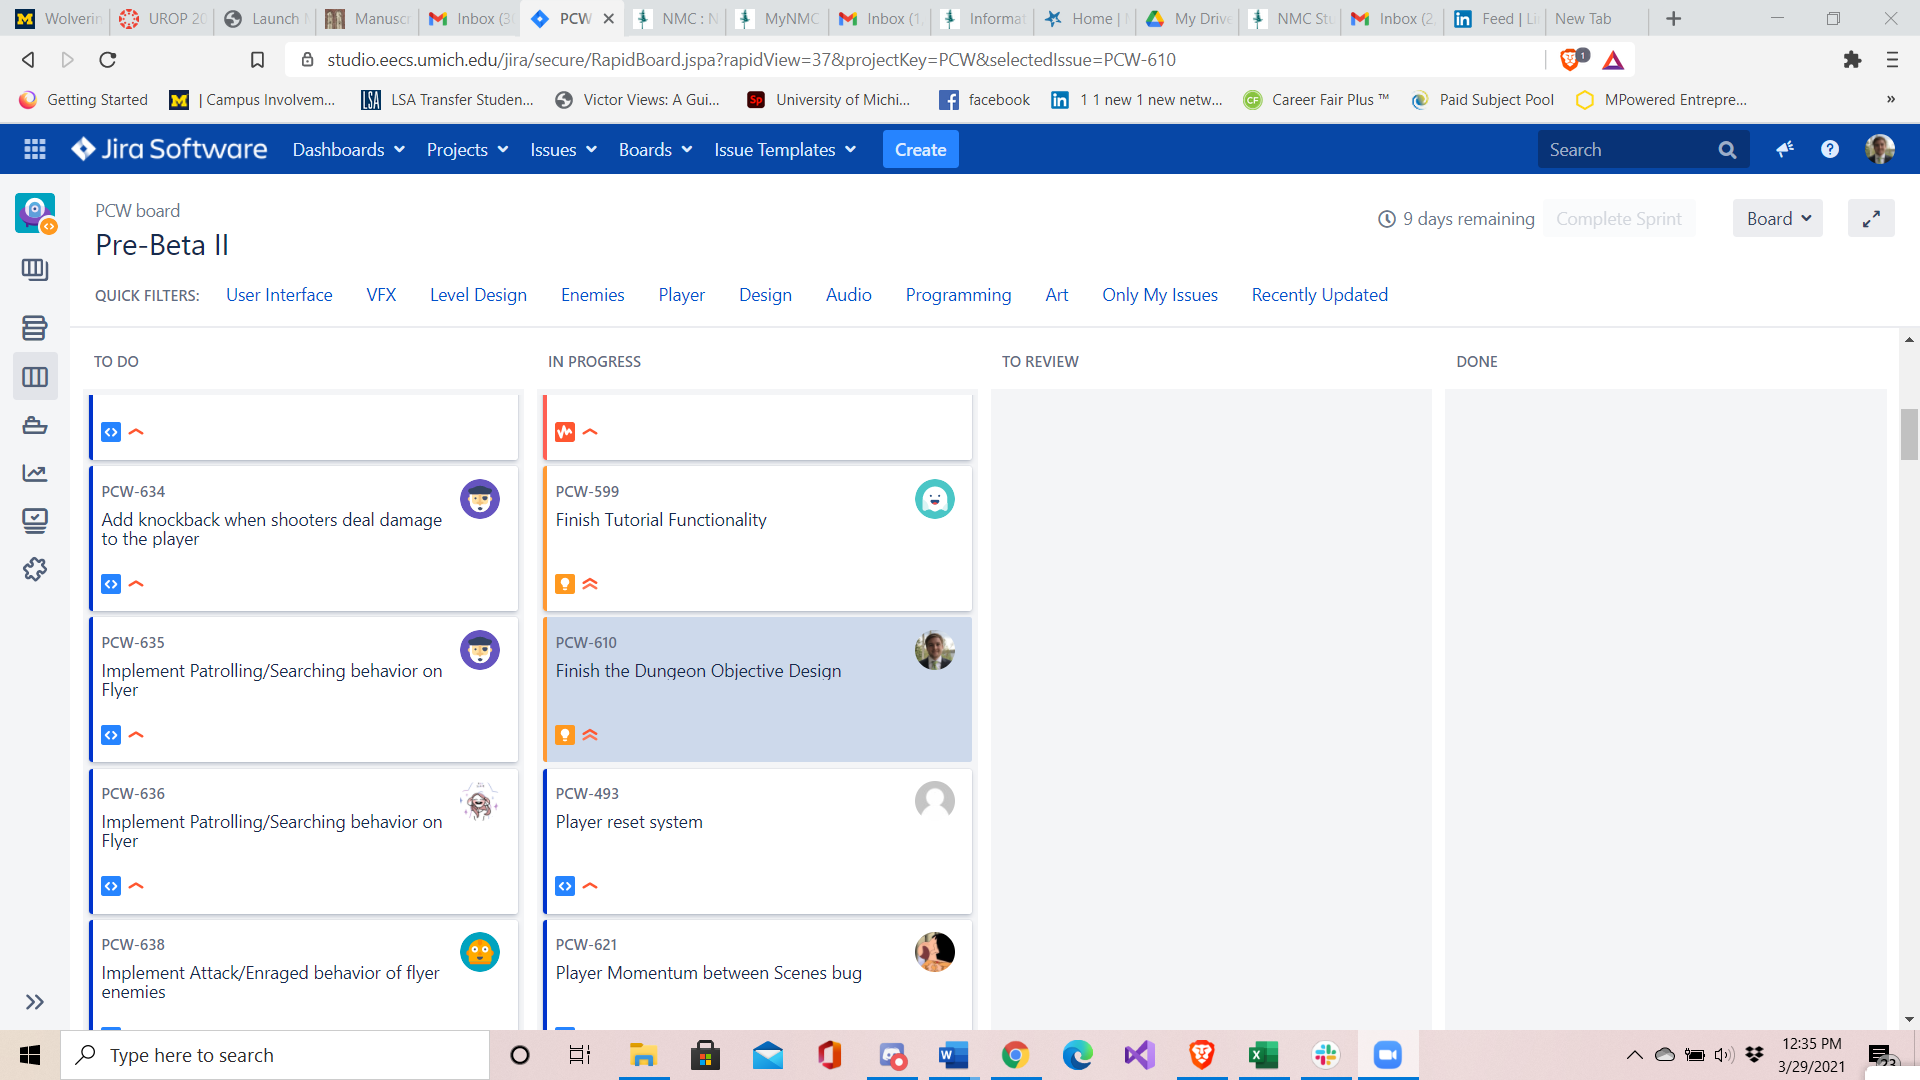 Wolverin
UROP 20
Launch
Manuscr
Inbox (3
PCW
NMC : N
MyNMC
Inbox (1,
Informat
Home |
My Drive
NMC Stu
Inbox (2,
Feed | Li
New Tab
studio.eecs.umich.edu/jira/secure/RapidBoard.jspa?rapidView=37&projectKey=PCW&selectedIssue=PCW-610
1
Getting Started
| Campus Involvem...
LSA Transfer Studen...
Victor Views: A Gui...
University of Michi...
facebook
1 1 new 1 new netw...
Career Fair Plus ™
Paid Subject Pool
MPowered Entrepre...
»
Jira Software
Dashboards
Projects
Issues
Boards
Issue Templates
Create
Search
PCW board
Pre-Beta II
9 days remaining
Complete Sprint
Board
QUICK FILTERS:
User Interface
VFX
Level Design
Enemies
Player
Design
Audio
Programming
Art
Only My Issues
Recently Updated
TO DO
IN PROGRESS
TO REVIEW
DONE
PCW-634
Add knockback when shooters deal damage
to the player
PCW-599
Finish Tutorial Functionality
PCW-635
Implement Patrolling/Searching behavior on
Flyer
PCW-610
Finish the Dungeon Objective Design
PCW-636
Implement Patrolling/Searching behavior on
Flyer
PCW-493
Player reset system
PCW-638
Implement Attack/Enraged behavior of flyer
enemies
PCW-621
Player Momentum between Scenes bug
Type here to search
12:35 PM
3/29/2021
23